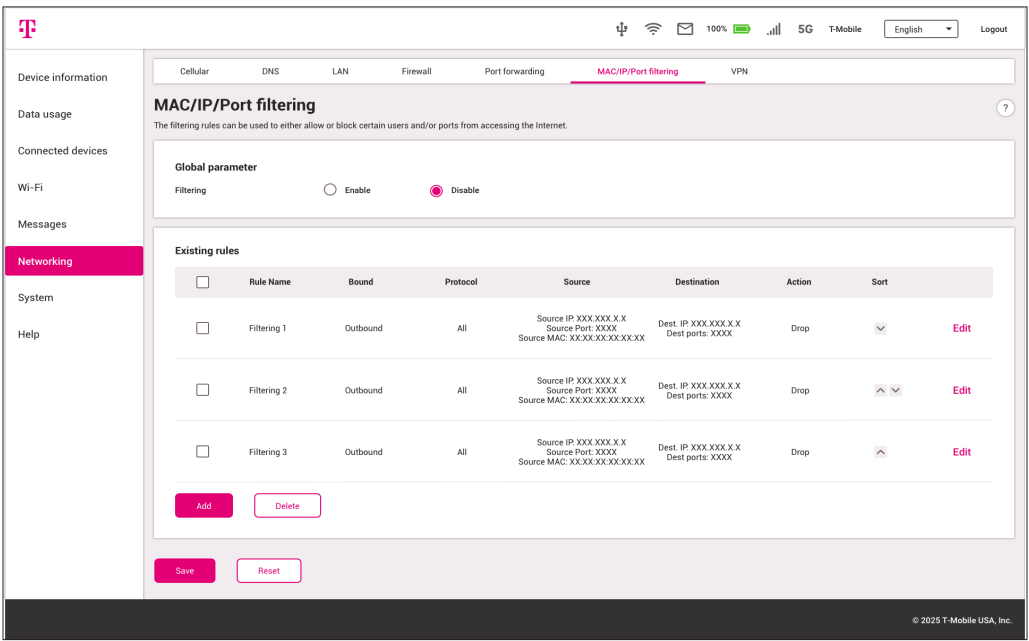 T
100%
5G
T-Mobile
English
Logout
Device information
Data usage
Connected devices
Wi-Fi
Messages
Networking
System
Help
Cellular DNS LAN Firewall Port forwarding MAC/IP/Port filtering VPN
MAC/IP/Port filtering
?
The filtering rules can be used to either allow or block certain users and/or ports from accessing the Internet.
Global parameter
Filtering Enable Disable
Existing rules
Rule Name Bound Protocol Source Destination Action Sort
Filtering 1 Outbound All
Source IP: XXX.XXX.X.X
Source Port: XXXX
Source MAC: XX:XX:XX:XX:XX:XX
Dest. IP: XXX.XXX.X.X
Dest ports: XXXX
Drop Edit
Filtering 2 Outbound All
Source IP: XXX.XXX.X.X
Source Port: XXXX
Source MAC: XX:XX:XX:XX:XX:XX
Dest. IP: XXX.XXX.X.X
Dest ports: XXXX
Drop Edit
Filtering 3 Outbound All
Source IP: XXX.XXX.X.X
Source Port: XXXX
Source MAC: XX:XX:XX:XX:XX:XX
Dest. IP: XXX.XXX.X.X
Dest ports: XXXX
Drop Edit
Add Delete
Save Reset
© 2025 T-Mobile USA, Inc.